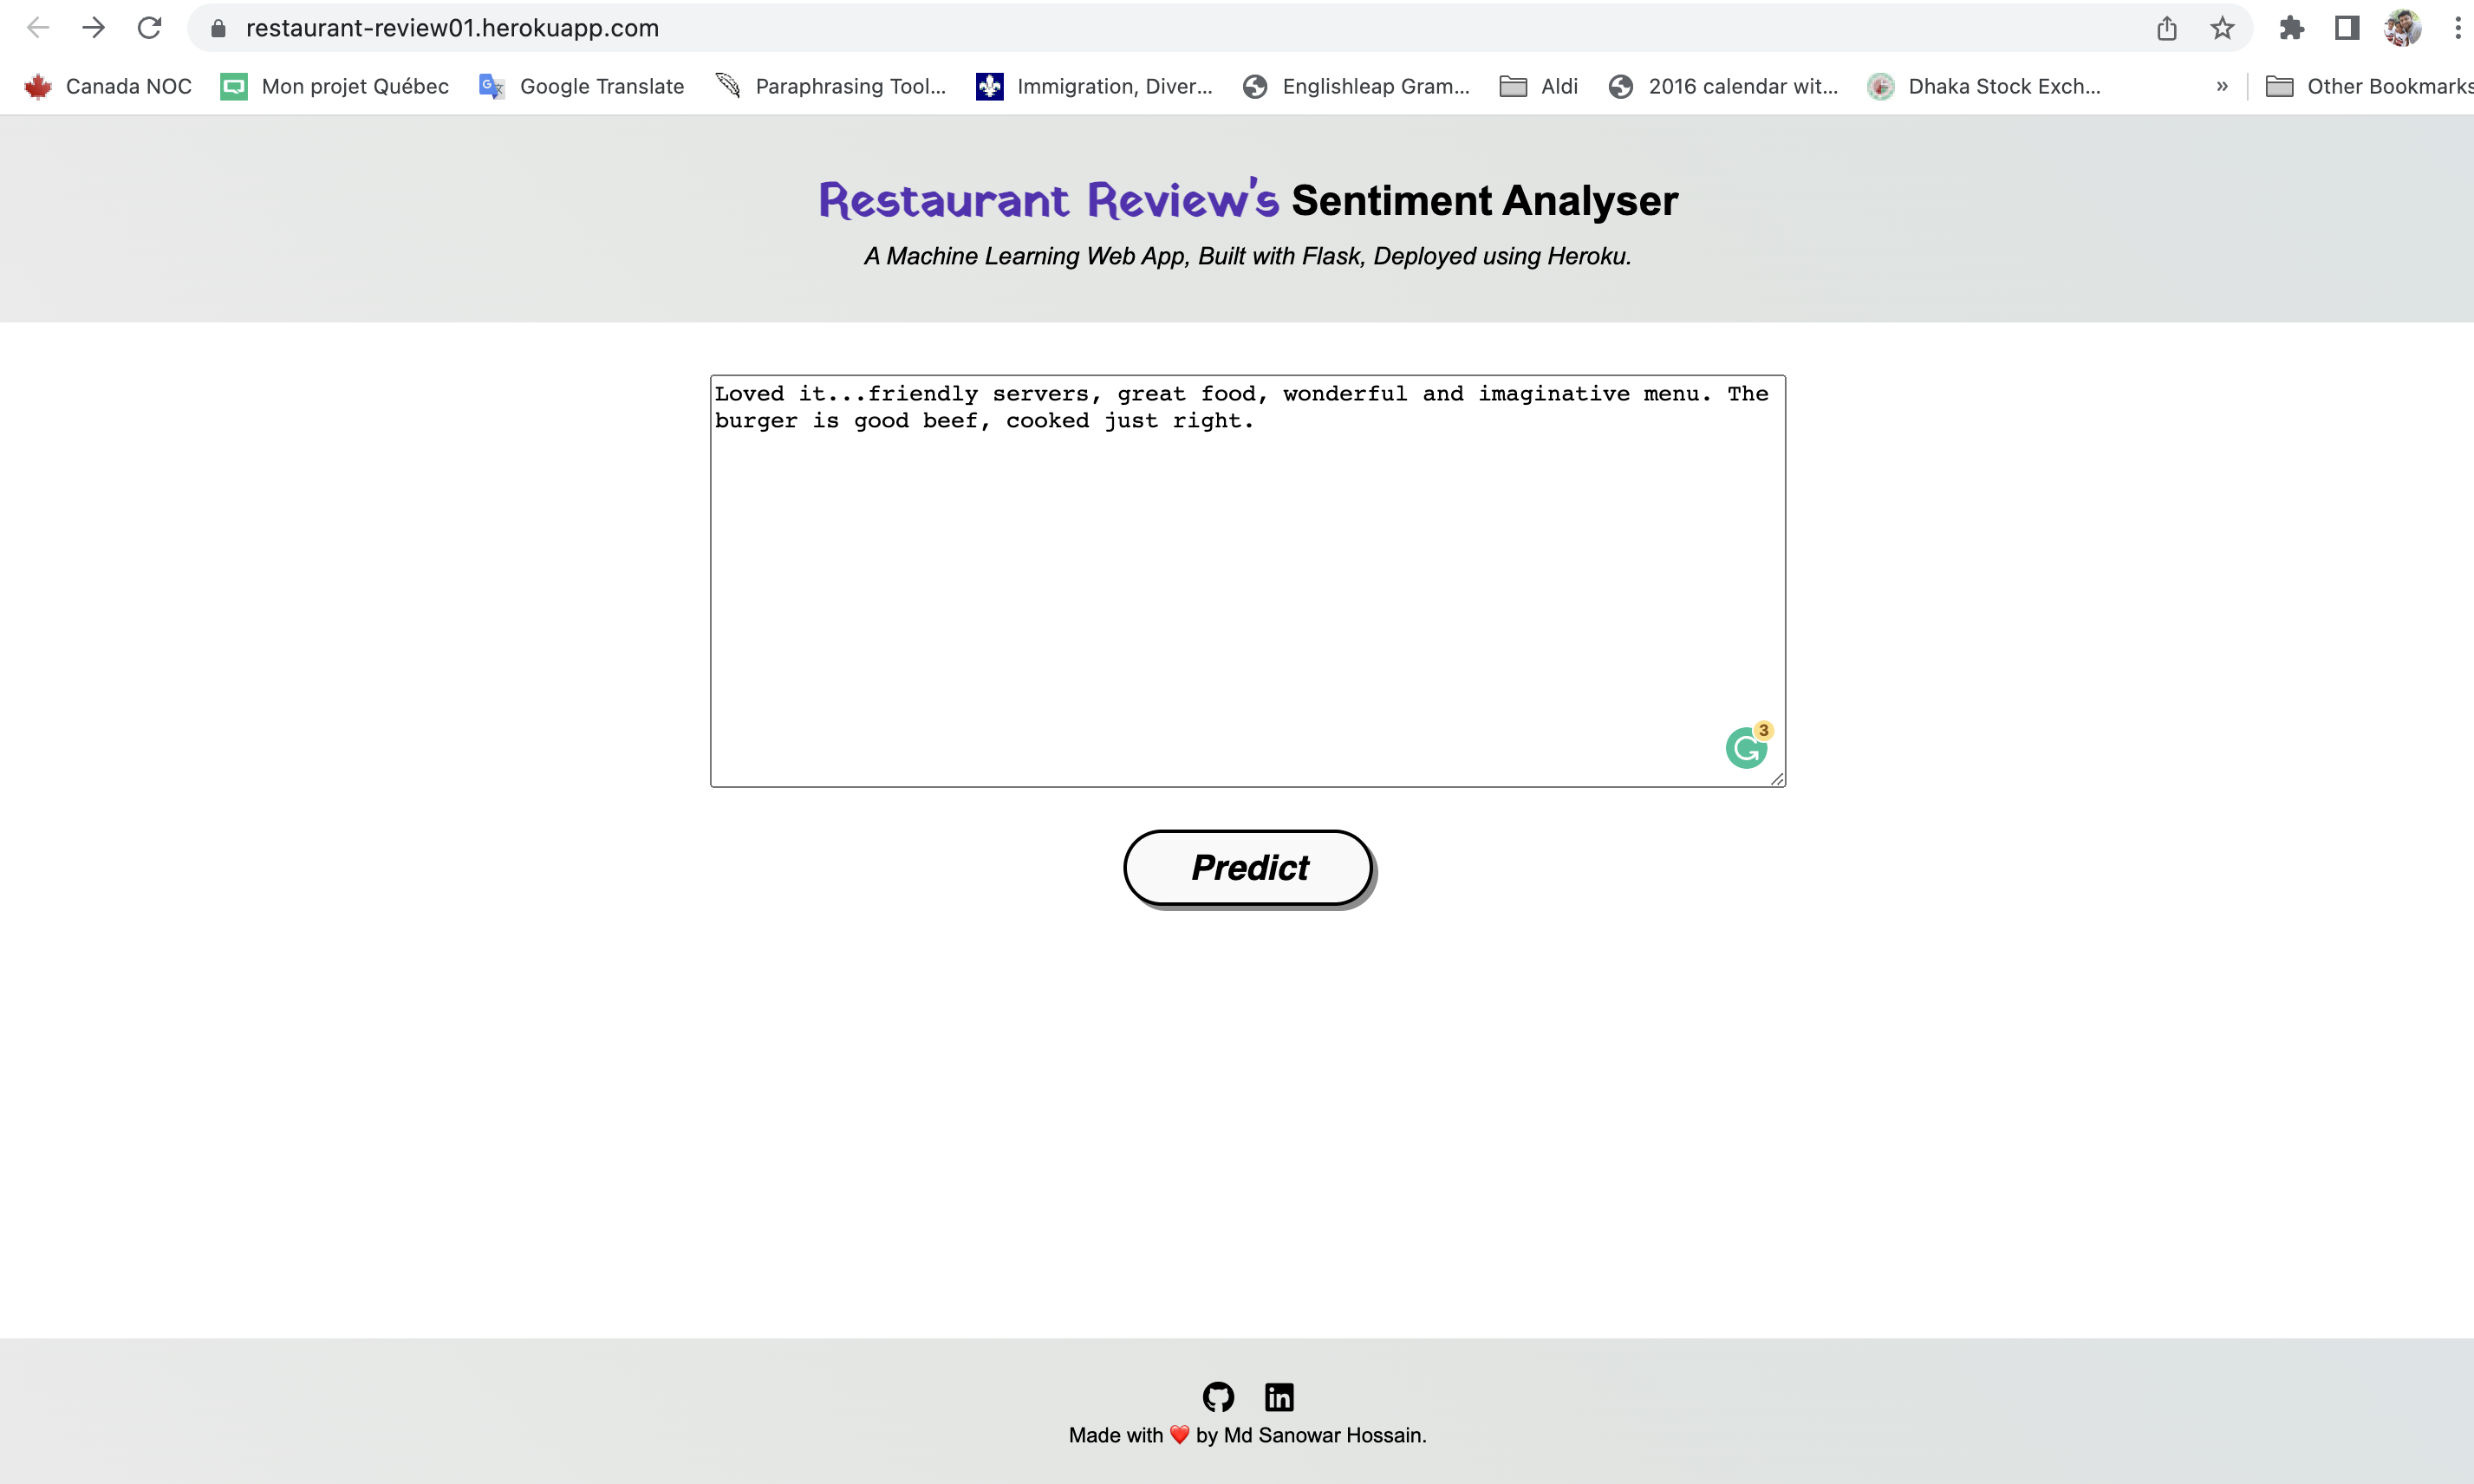 restaurant-review01.herokuapp.com
Canada NOC Mon projet Québec Google Translate Paraphrasing Tool... Immigration, Diver... Englishleap Gram... Aldi 2016 calendar wit... Dhaka Stock Exch... » Other Bookmarks
Restaurant Review's Sentiment Analyser
A Machine Learning Web App, Built with Flask, Deployed using Heroku.
Loved it...friendly servers, great food, wonderful and imaginative menu. The
burger is good beef, cooked just right.
3
Predict
Made with ❤️ by Md Sanowar Hossain.